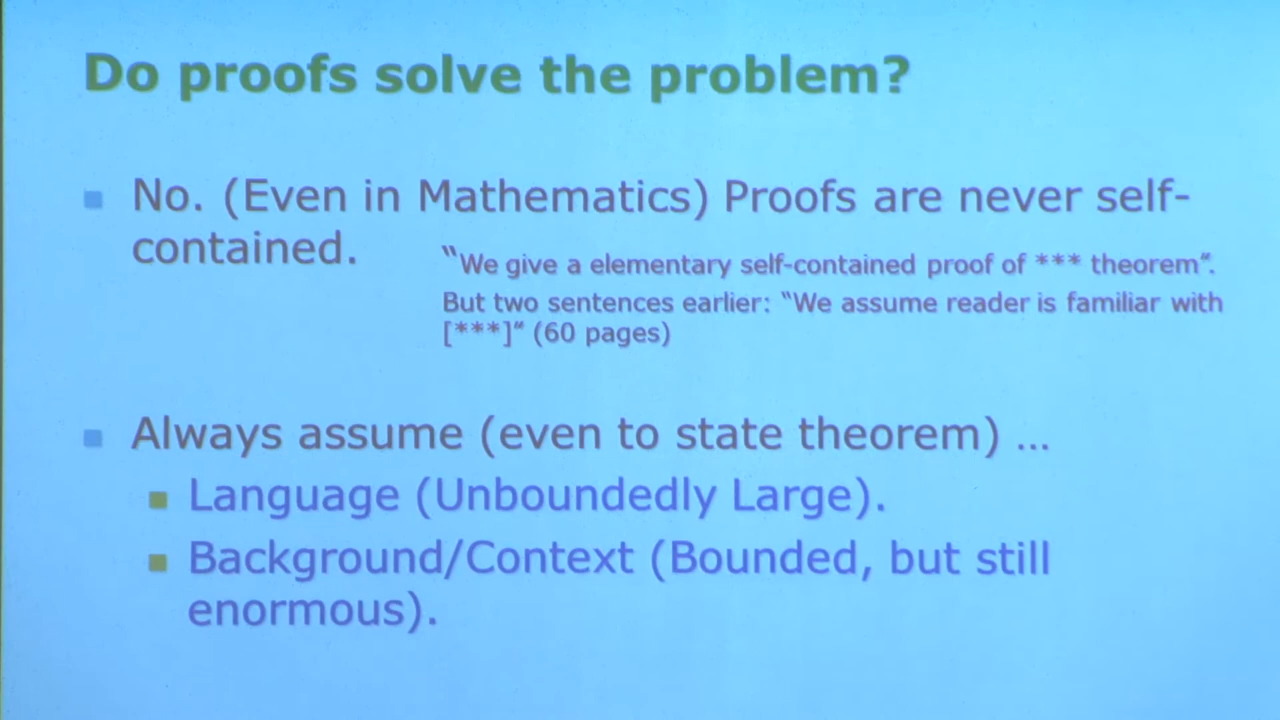 Do proofs solve the problem?
No. (Even in Mathematics) Proofs are never self-
contained.
“We give a elementary self-contained proof of *** theorem”.
But two sentences earlier: “We assume reader is familiar with
[***]” (60 pages)
Always assume (even to state theorem) …
Language (Unboundedly Large).
Background/Context (Bounded, but still
enormous).